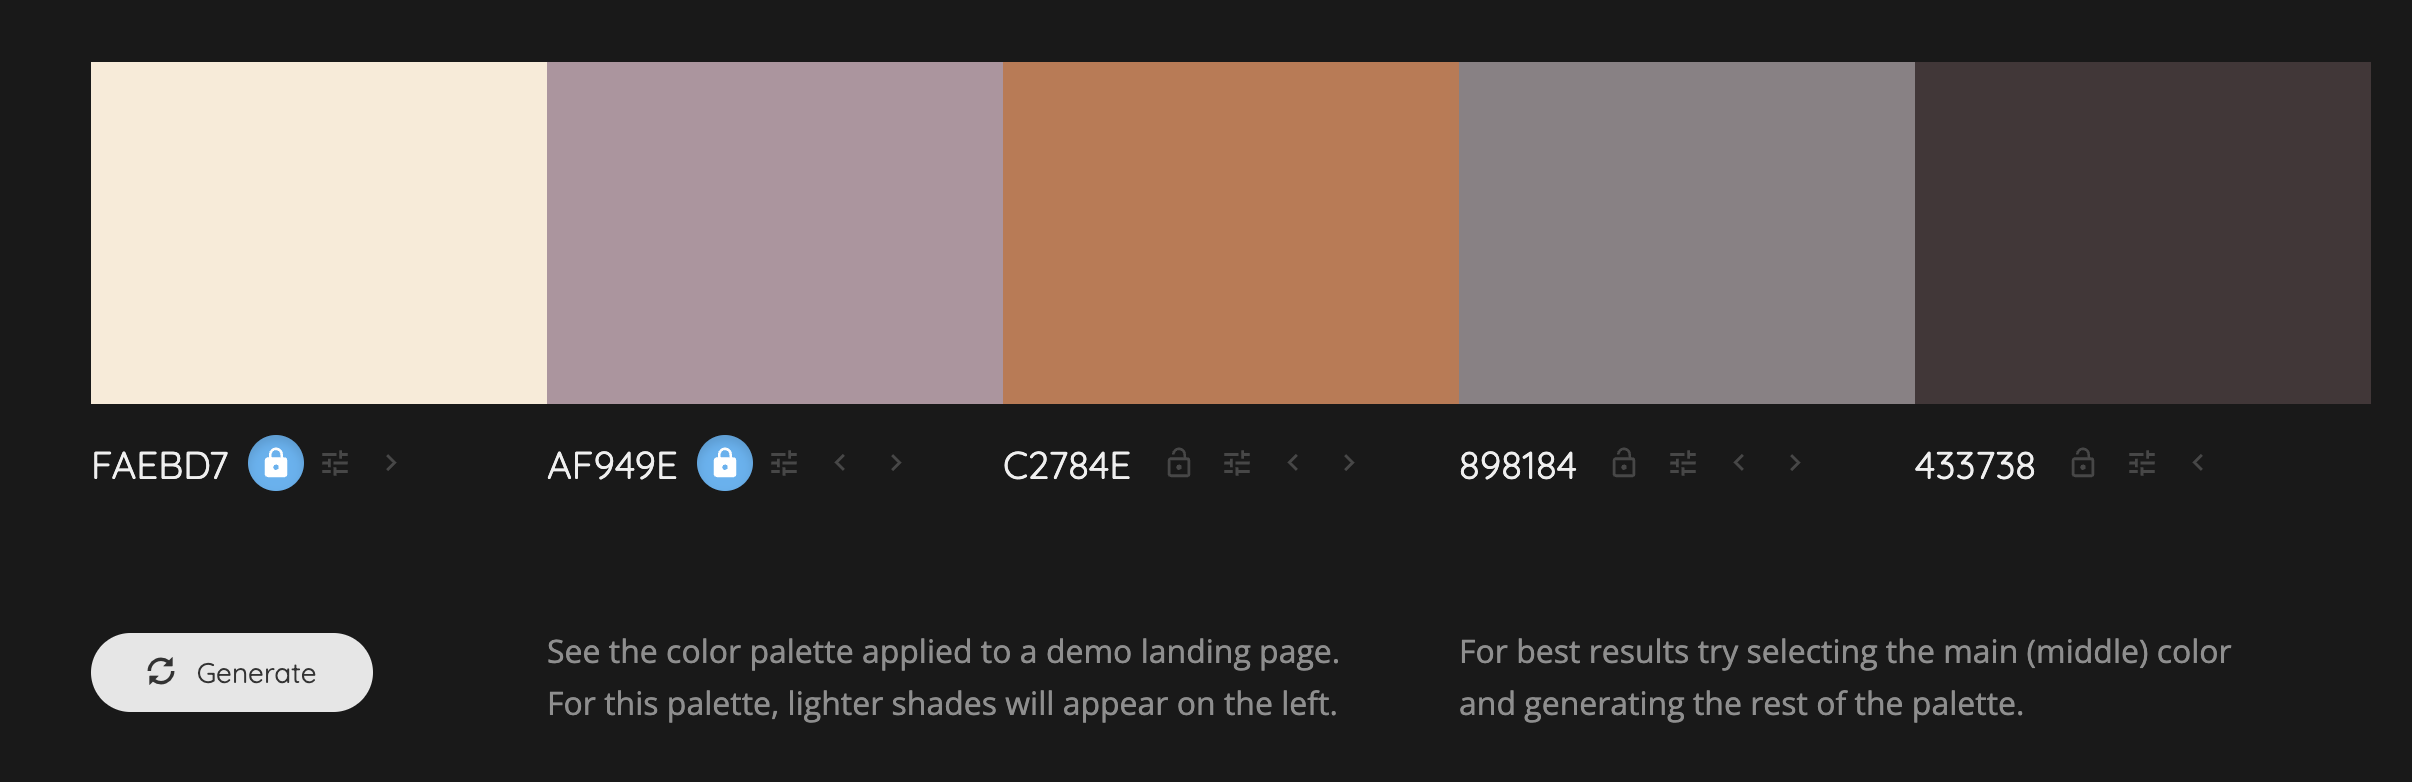 FAEBD7 AF949E C2784E 898184 433738
Generate
See the color palette applied to a demo landing page.
For this palette, lighter shades will appear on the left.
For best results try selecting the main (middle) color
and generating the rest of the palette.